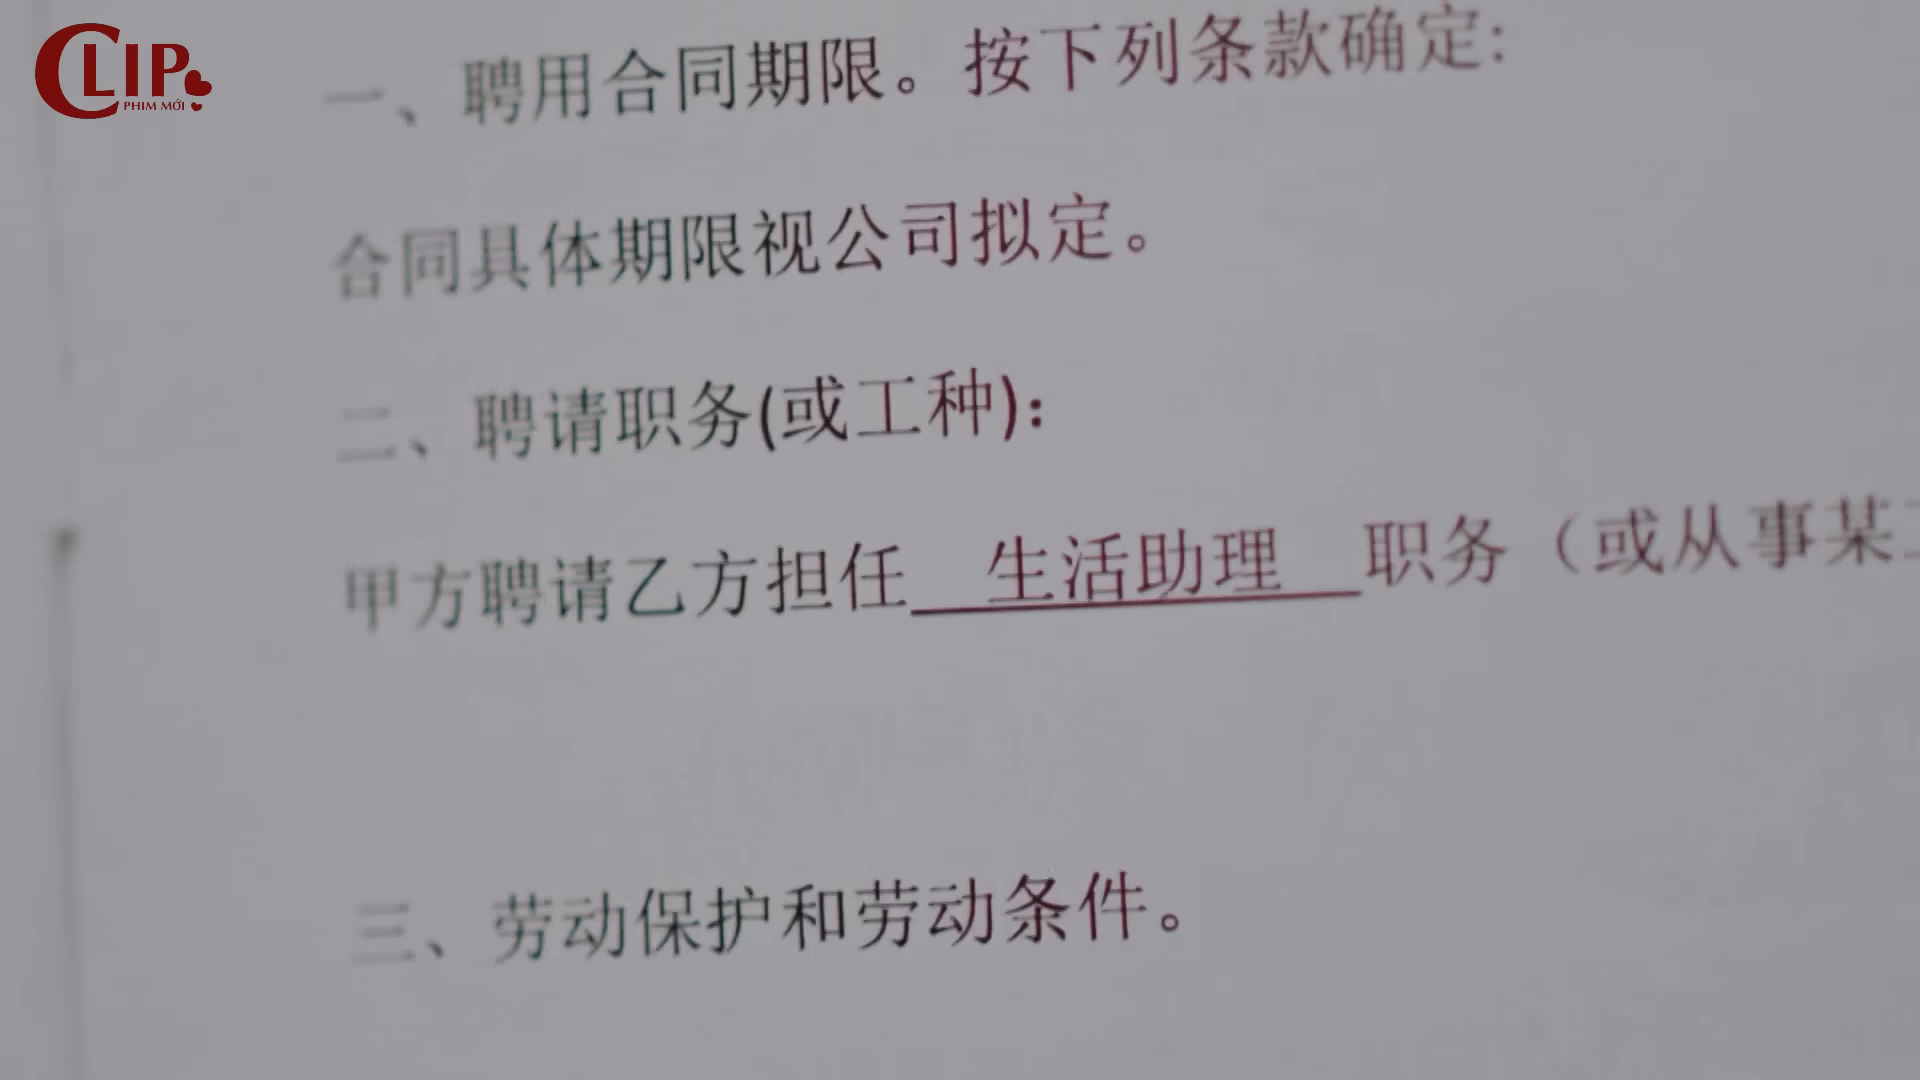 CLIP
PHIM MỚI
一、聘用合同期限。按下列条款确定:
合同具体期限视公司拟定。
二、聘请职务(或工种):
甲方聘请乙方担任 生活助理 职务（或从事某
三、劳动保护和劳动条件。